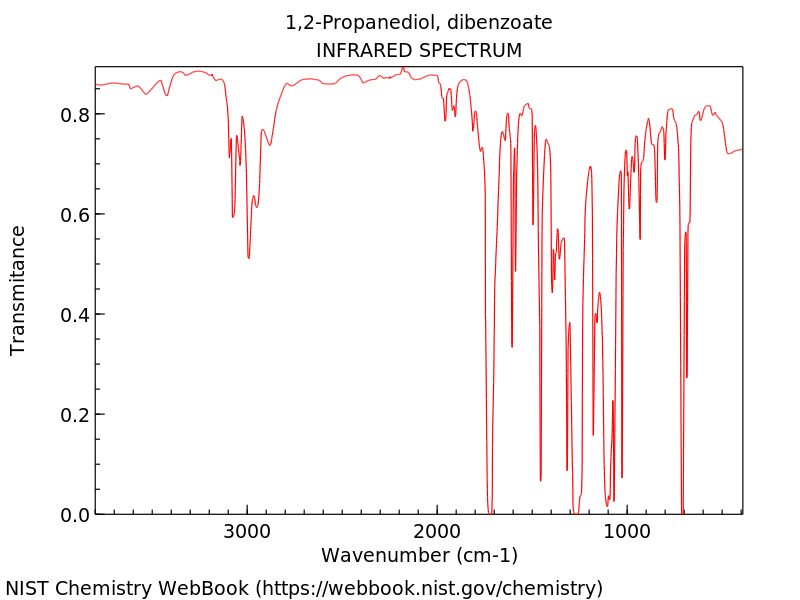 1,2-Propanediol, dibenzoate
INFRARED SPECTRUM
Transmitance
0.8
0.6
0.4
0.2
0.0
3000 2000 1000
Wavenumber (cm-1)
NIST Chemistry WebBook (https://webbook.nist.gov/chemistry)